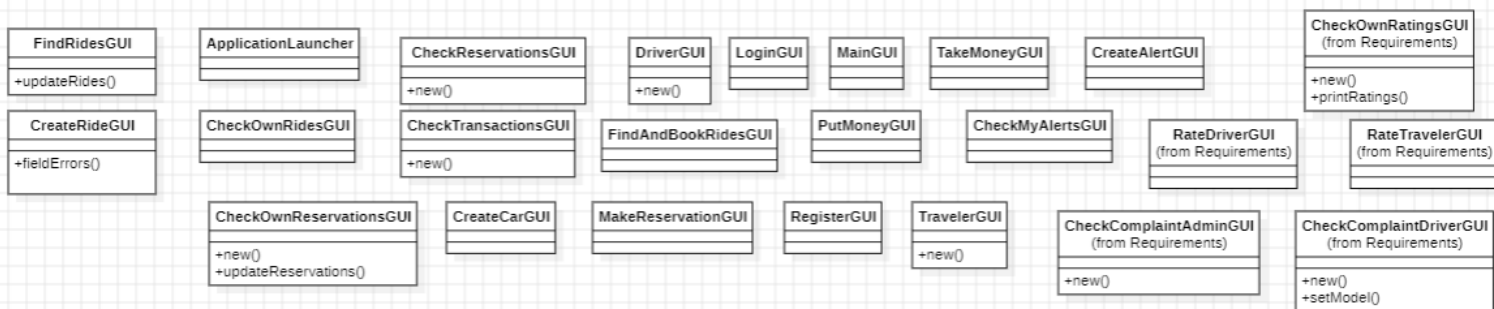 FindRidesGUI
+updateRides()
ApplicationLauncher
CheckReservationsGUI
+new()
DriverGUI
+new()
LoginGUI
MainGUI
TakeMoneyGUI
CreateAlertGUI
CheckOwnRatingsGUI
(from Requirements)
+new()
+printRatings()
CreateRideGUI
+fieldErrors()
CheckOwnRidesGUI
CheckTransactionsGUI
+new()
FindAndBookRidesGUI
PutMoneyGUI
CheckMyAlertsGUI
RateDriverGUI
(from Requirements)
RateTravelerGUI
(from Requirements)
CheckOwnReservationsGUI
+new()
+updateReservations()
CreateCarGUI
MakeReservationGUI
RegisterGUI
TravelerGUI
+new()
CheckComplaintAdminGUI
(from Requirements)
+new()
CheckComplaintDriverGUI
(from Requirements)
+new()
+setModel()